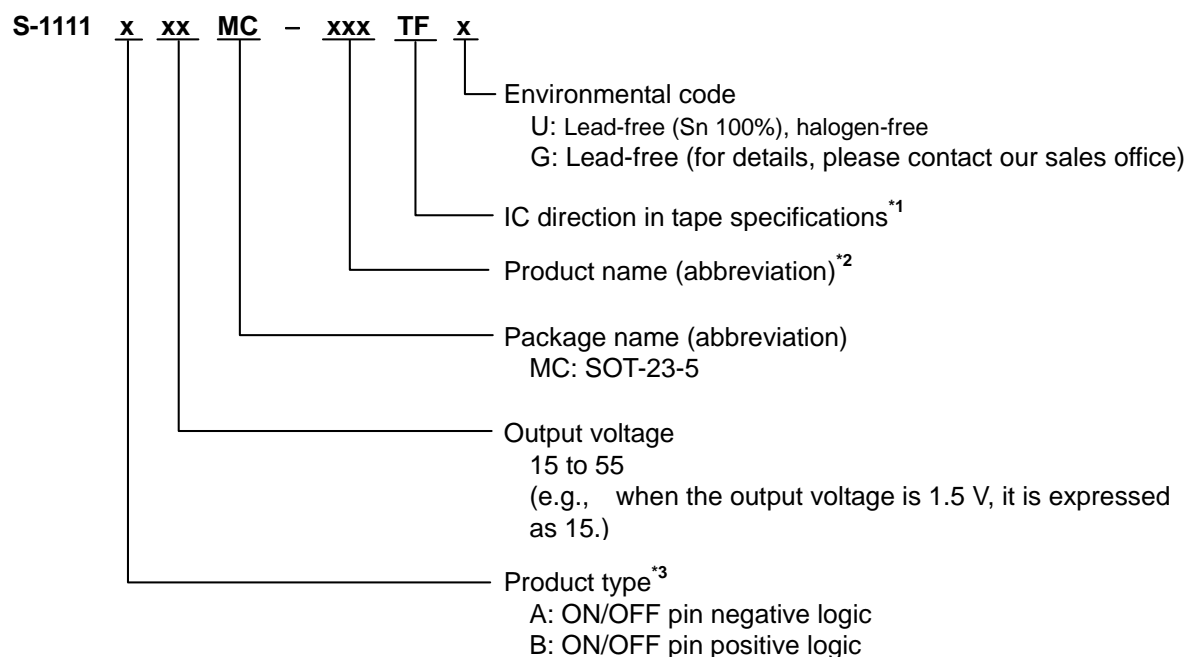 S-1111 x xx MC – xxx TF x
Environmental code
U: Lead-free (Sn 100%), halogen-free
G: Lead-free (for details, please contact our sales office)
IC direction in tape specifications*1
Product name (abbreviation)*2
Package name (abbreviation)
MC: SOT-23-5
Output voltage
15 to 55
(e.g., when the output voltage is 1.5 V, it is expressed
as 15.)
Product type*3
A: ON/OFF pin negative logic
B: ON/OFF pin positive logic